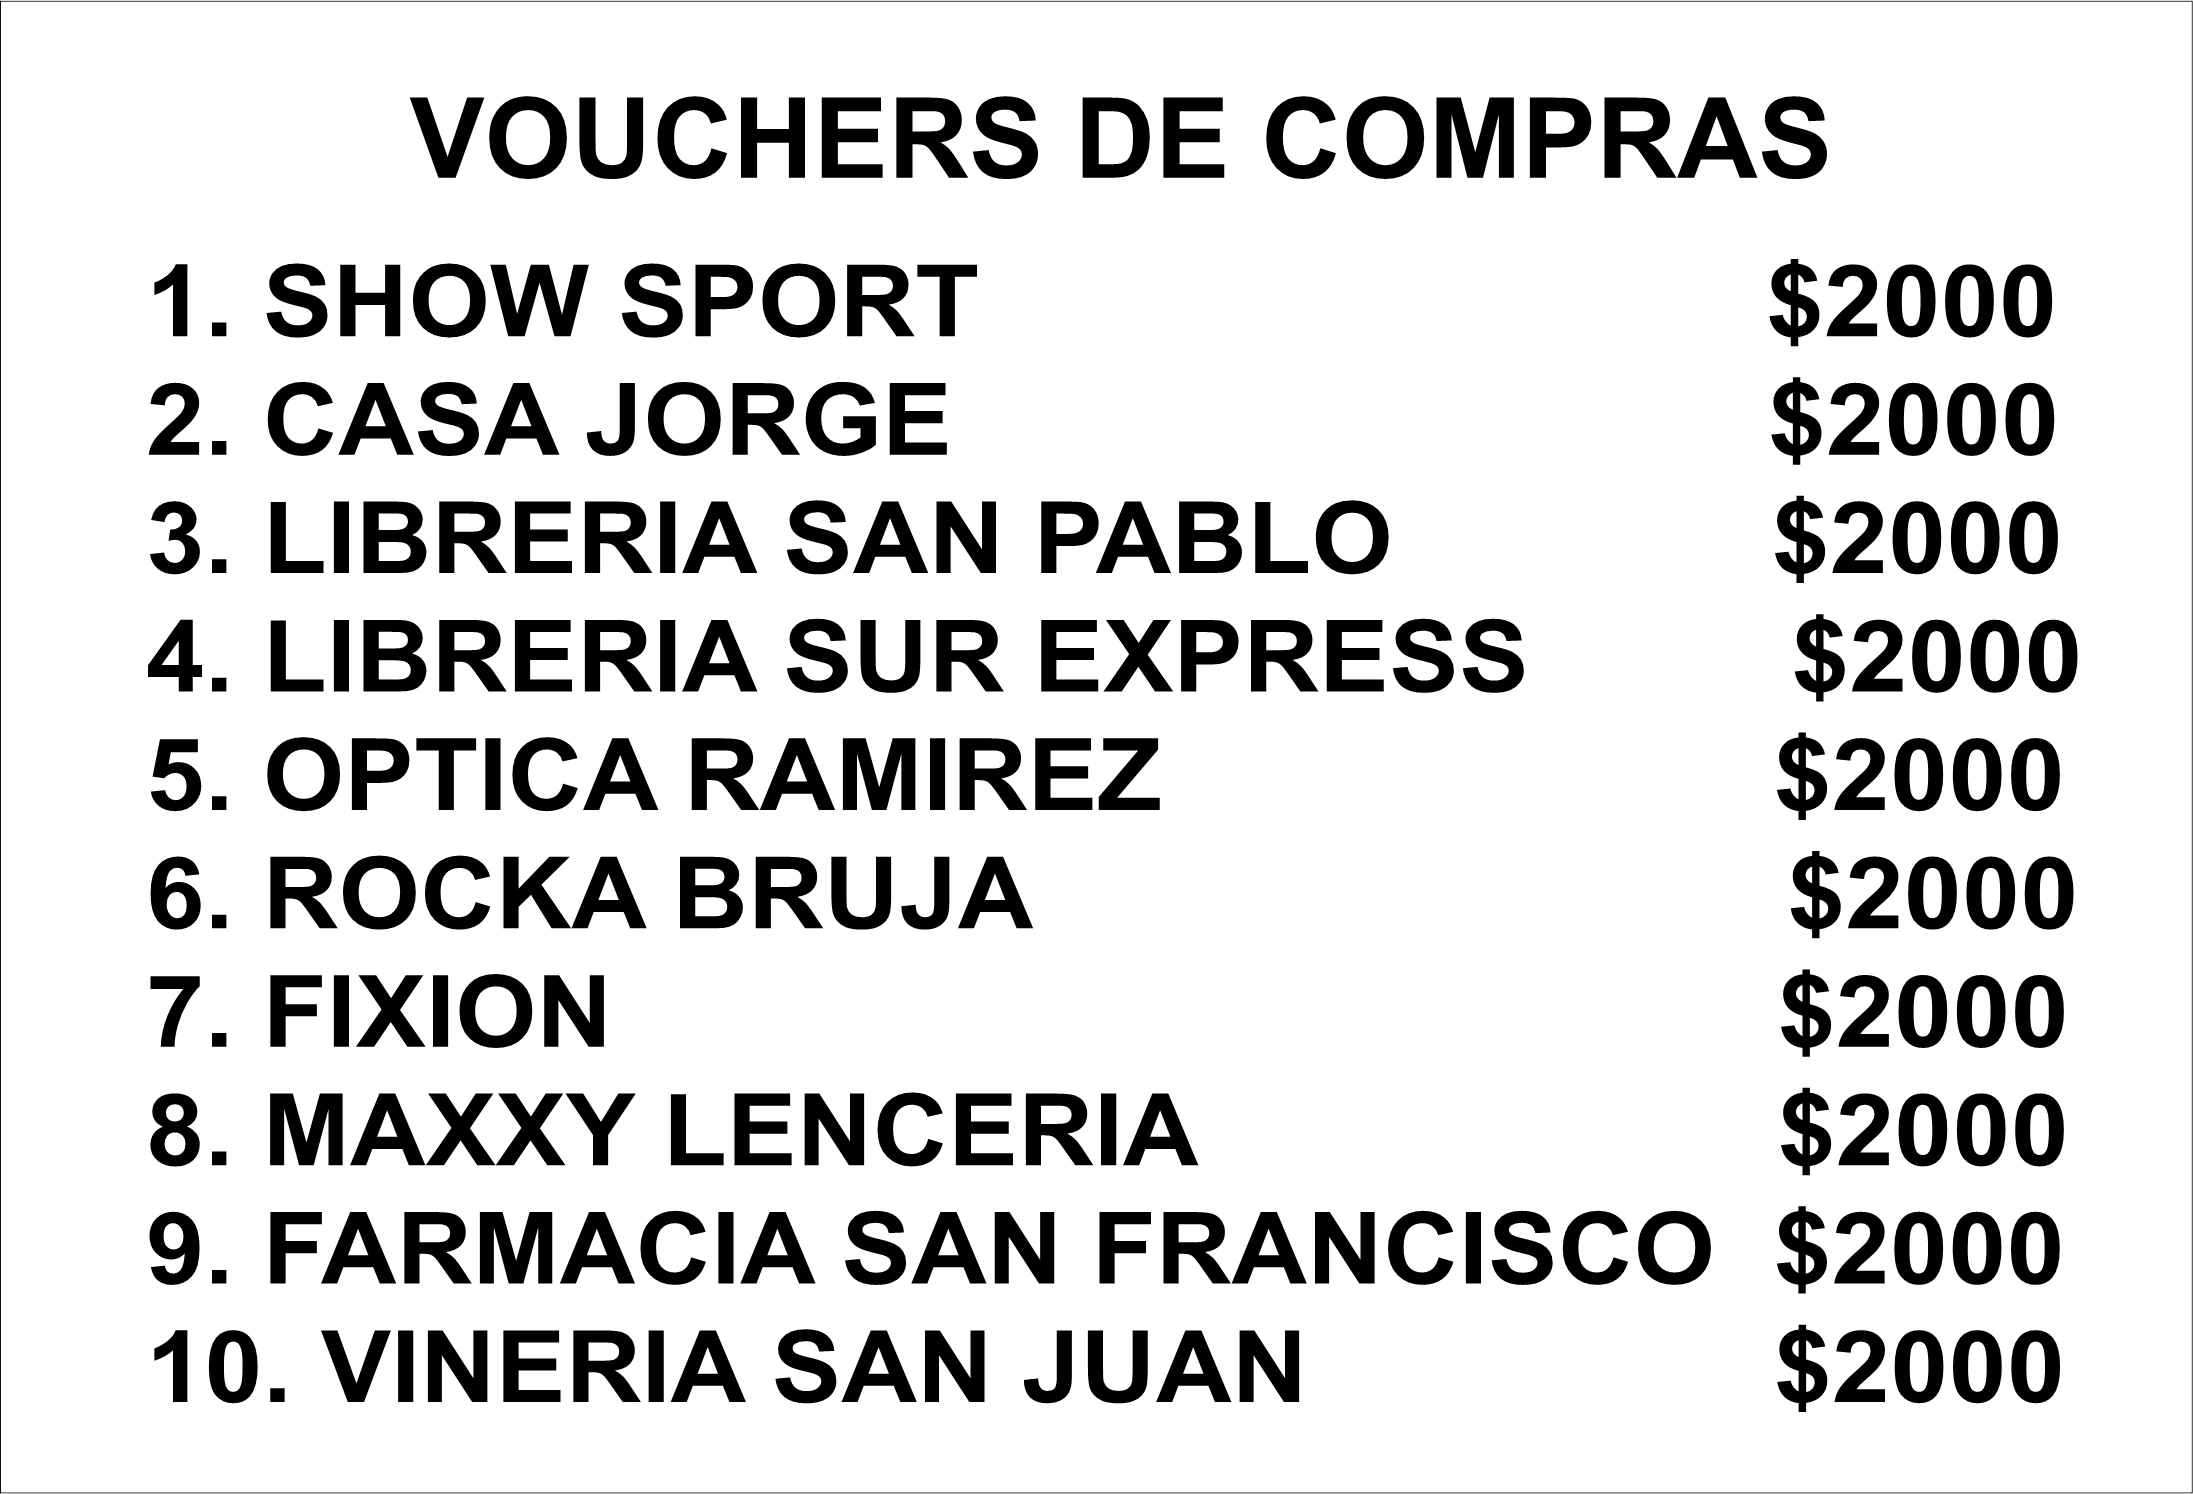 VOUCHERS DE COMPRAS
1. SHOW SPORT $2000
2. CASA JORGE $2000
3. LIBRERIA SAN PABLO $2000
4. LIBRERIA SUR EXPRESS $2000
5. OPTICA RAMIREZ $2000
6. ROCKA BRUJA $2000
7. FIXION $2000
8. MAXXY LENCERIA $2000
9. FARMACIA SAN FRANCISCO $2000
10. VINERIA SAN JUAN $2000